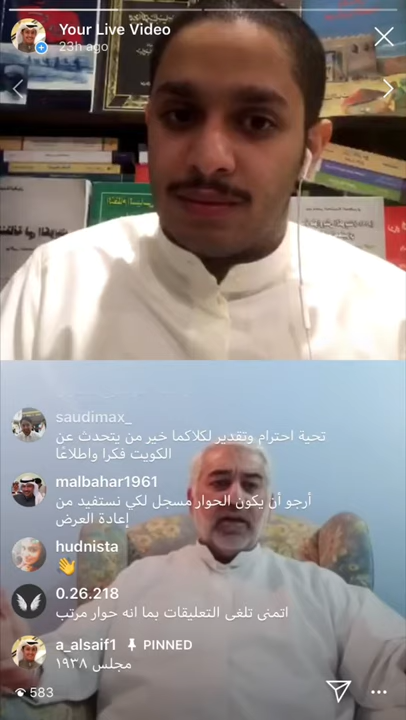 Your Live Video
23h ago
saudimax_
تحية احترام وتقدير لكلاكما خير من يتحدث عن
الكويت فكرا واطلاعًا
malbahar1961
أرجو أن يكون الحوار مسجل لكي نستفيد من
إعادة العرض
hudnista
👋
0.26.218
اتمنى تلغى التعليقات بما انه حوار مرتب
a_alsaif1 PINNED
مجلس ١٩٣٨
583